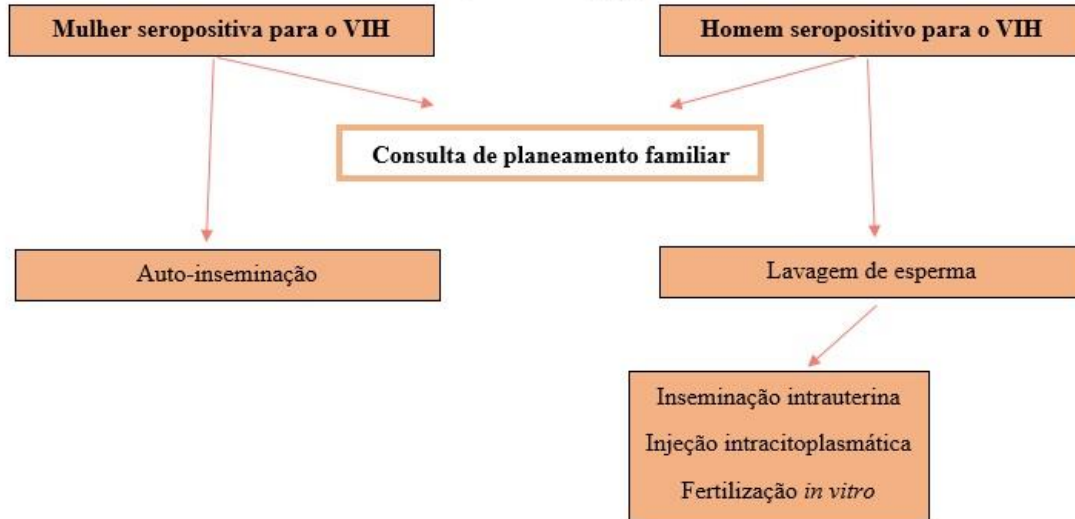 Mulher seropositiva para o VIH
Homem seropositivo para o VIH
Consulta de planeamento familiar
Auto-inseminação
Lavagem de esperma
Inseminação intrauterina
Injeção intracitoplasmática
Fertilização in vitro